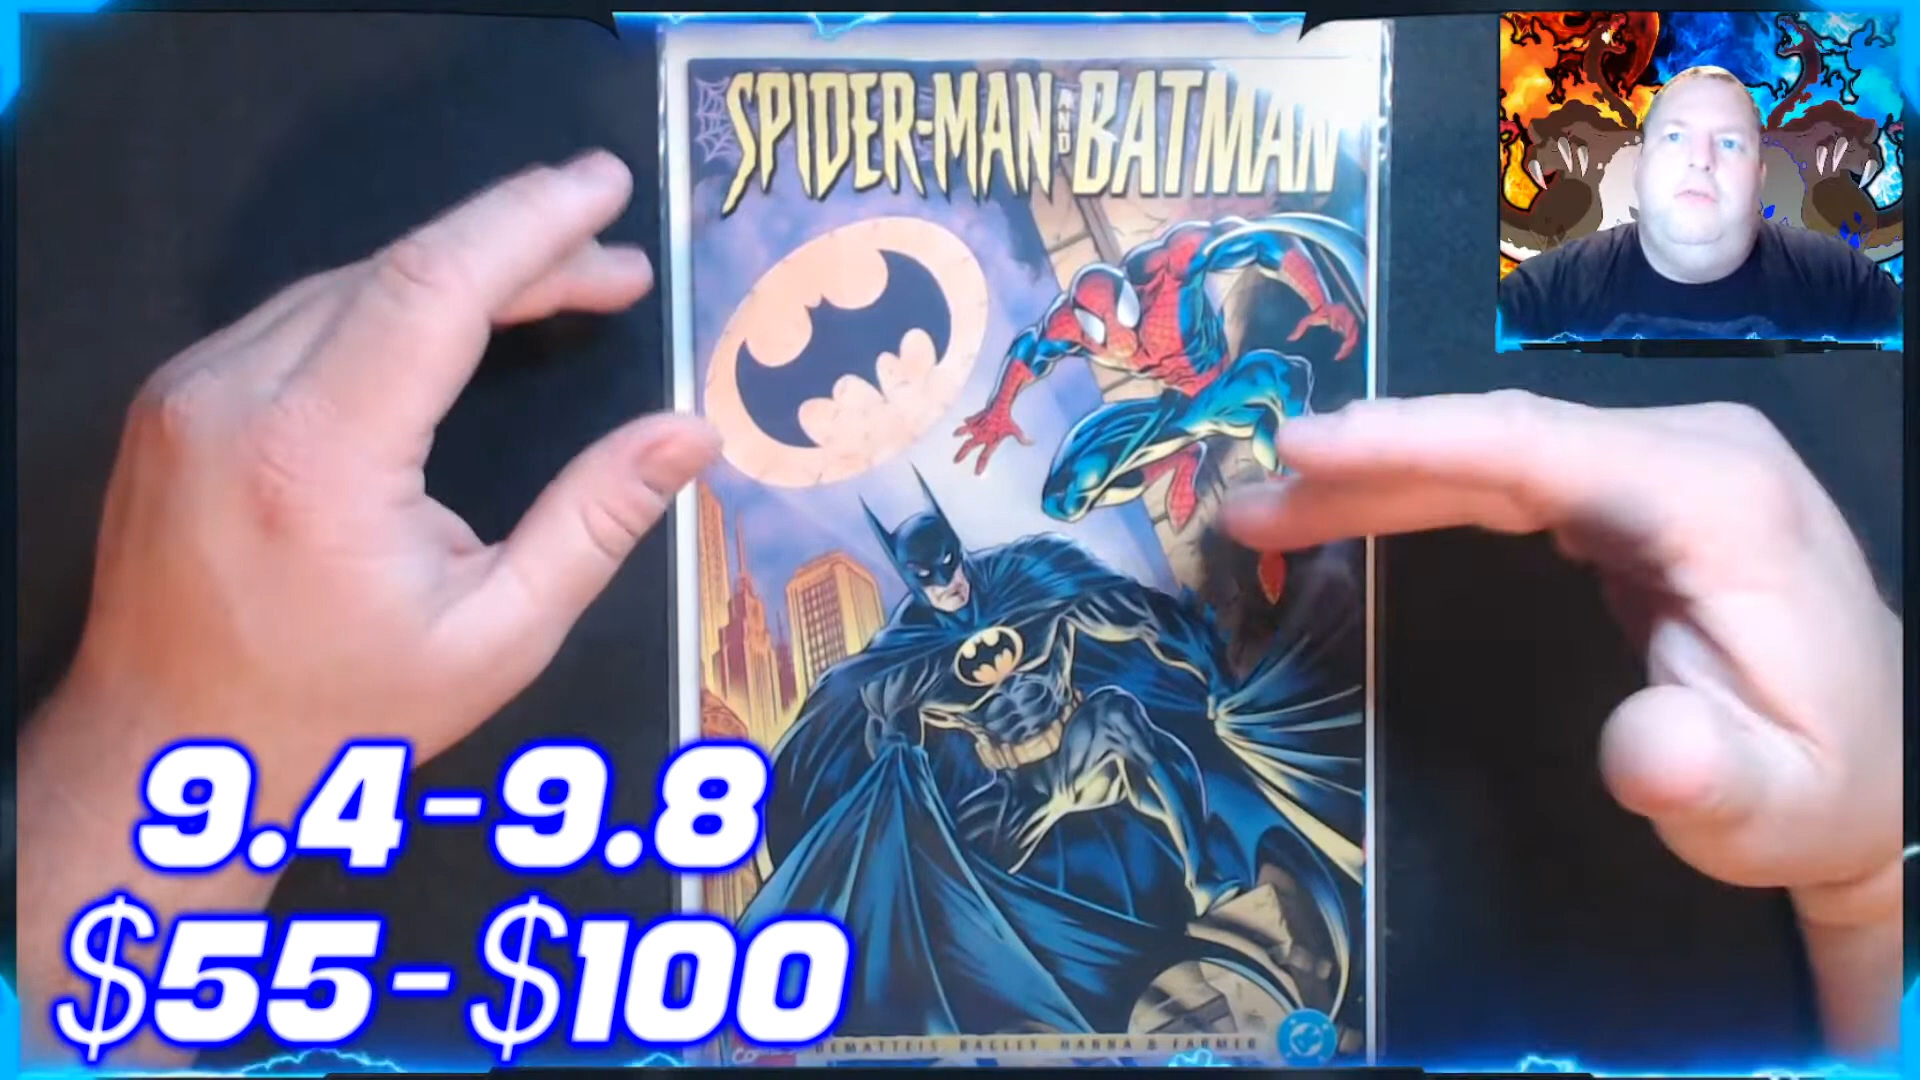 SPIDER-MAN AND BATMAN
DEMATTEIS, BAGLEY, HANNA & FARMER
9.4-9.8
$55-$100